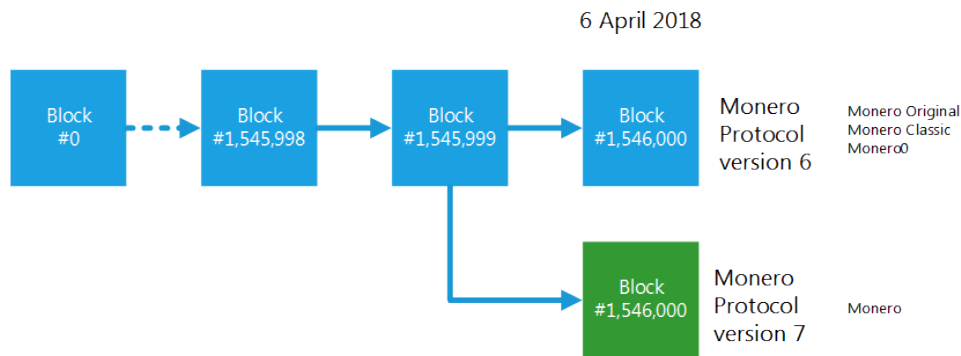 6 April 2018
Block
#0
Block
#1,545,998
Block
#1,545,999
Block
#1,546,000
Monero
Protocol
version 6
Monero Original
Monero Classic
Monero0
Block
#1,546,000
Monero
Protocol
version 7
Monero